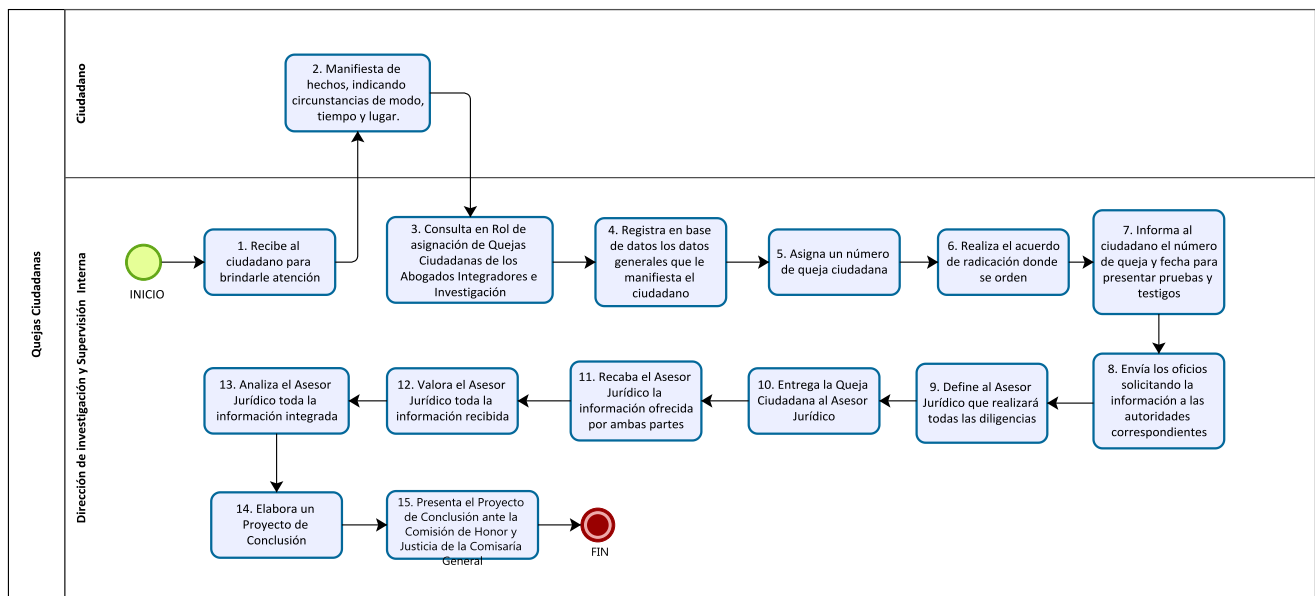 Quejas Ciudadanas
Ciudadano
2. Manifiesta de
hechos, indicando
circunstancias de modo,
tiempo y lugar.
Dirección de investigación y Supervisión Interna
INICIO
1. Recibe al
ciudadano para
brindarle atención
3. Consulta en Rol de
asignación de Quejas
Ciudadanas de los
Abogados Integradores e
Investigación
4. Registra en base
de datos los datos
generales que le
manifiesta el
ciudadano
5. Asigna un número
de queja ciudadana
6. Realiza el acuerdo
de radicación donde
se orden
7. Informa al
ciudadano el número
de queja y fecha para
presentar pruebas y
testigos
8. Envía los oficios
solicitando la
información a las
autoridades
correspondientes
9. Define al Asesor
Jurídico que realizará
todas las diligencias
10. Entrega la Queja
Ciudadana al Asesor
Jurídico
11. Recaba el Asesor
Jurídico la
información ofrecida
por ambas partes
12. Valora el Asesor
Jurídico toda la
información recibida
13. Analiza el Asesor
Jurídico toda la
información integrada
14. Elabora un
Proyecto de
Conclusión
15. Presenta el Proyecto
de Conclusión ante la
Comisión de Honor y
Justicia de la Comisaría
General
FIN